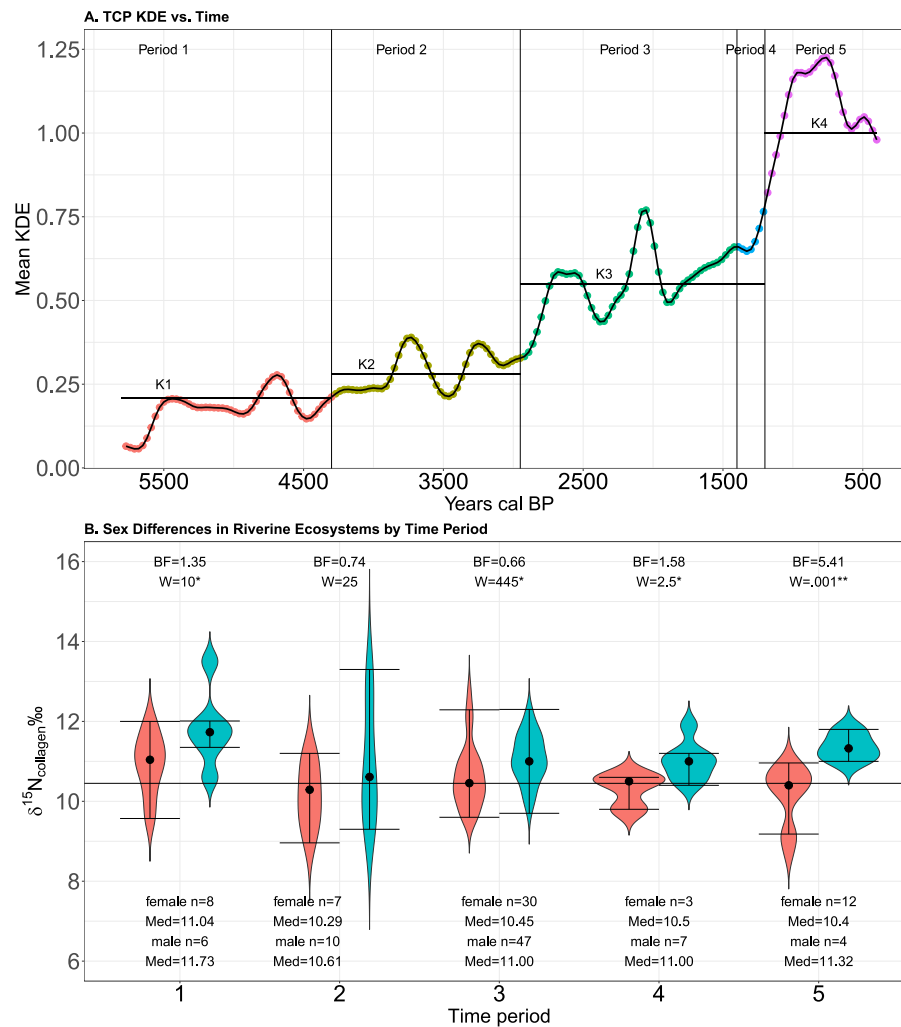 A. TCP KDE vs. Time
Period 1 Period 2 Period 3 Period 4 Period 5
1.25
1.00
0.75
0.50
0.25
0.00
Mean KDE
K1
K2
K3
K4
5500 4500 3500 2500 1500 500
Years cal BP
B. Sex Differences in Riverine Ecosystems by Time Period
BF=1.35 BF=0.74 BF=0.66 BF=1.58 BF=5.41
W=10* W=25 W=445* W=2.5* W=.001**
16
14
12
10
8
6
δ¹⁵Ncollagen‰
female n=8 female n=7 female n=30 female n=3 female n=12
Med=11.04 Med=10.29 Med=10.45 Med=10.5 Med=10.4
male n=6 male n=10 male n=47 male n=7 male n=4
Med=11.73 Med=10.61 Med=11.00 Med=11.00 Med=11.32
1 2 3 4 5
Time period